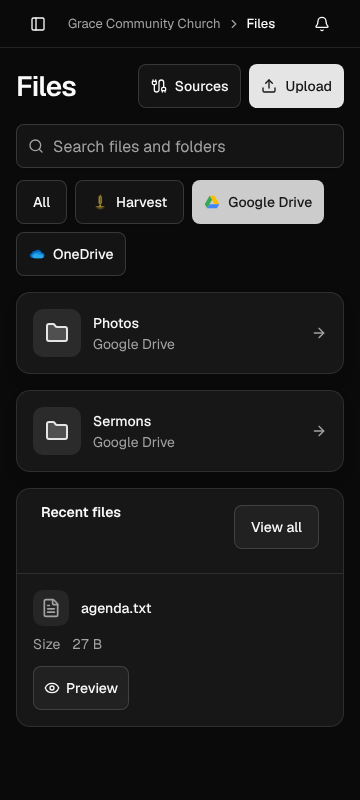 Grace Community Church > Files
Files
Sources
Upload
Search files and folders
All
Harvest
Google Drive
OneDrive
Photos
Google Drive
Sermons
Google Drive
Recent files
View all
agenda.txt
Size 27 B
Preview